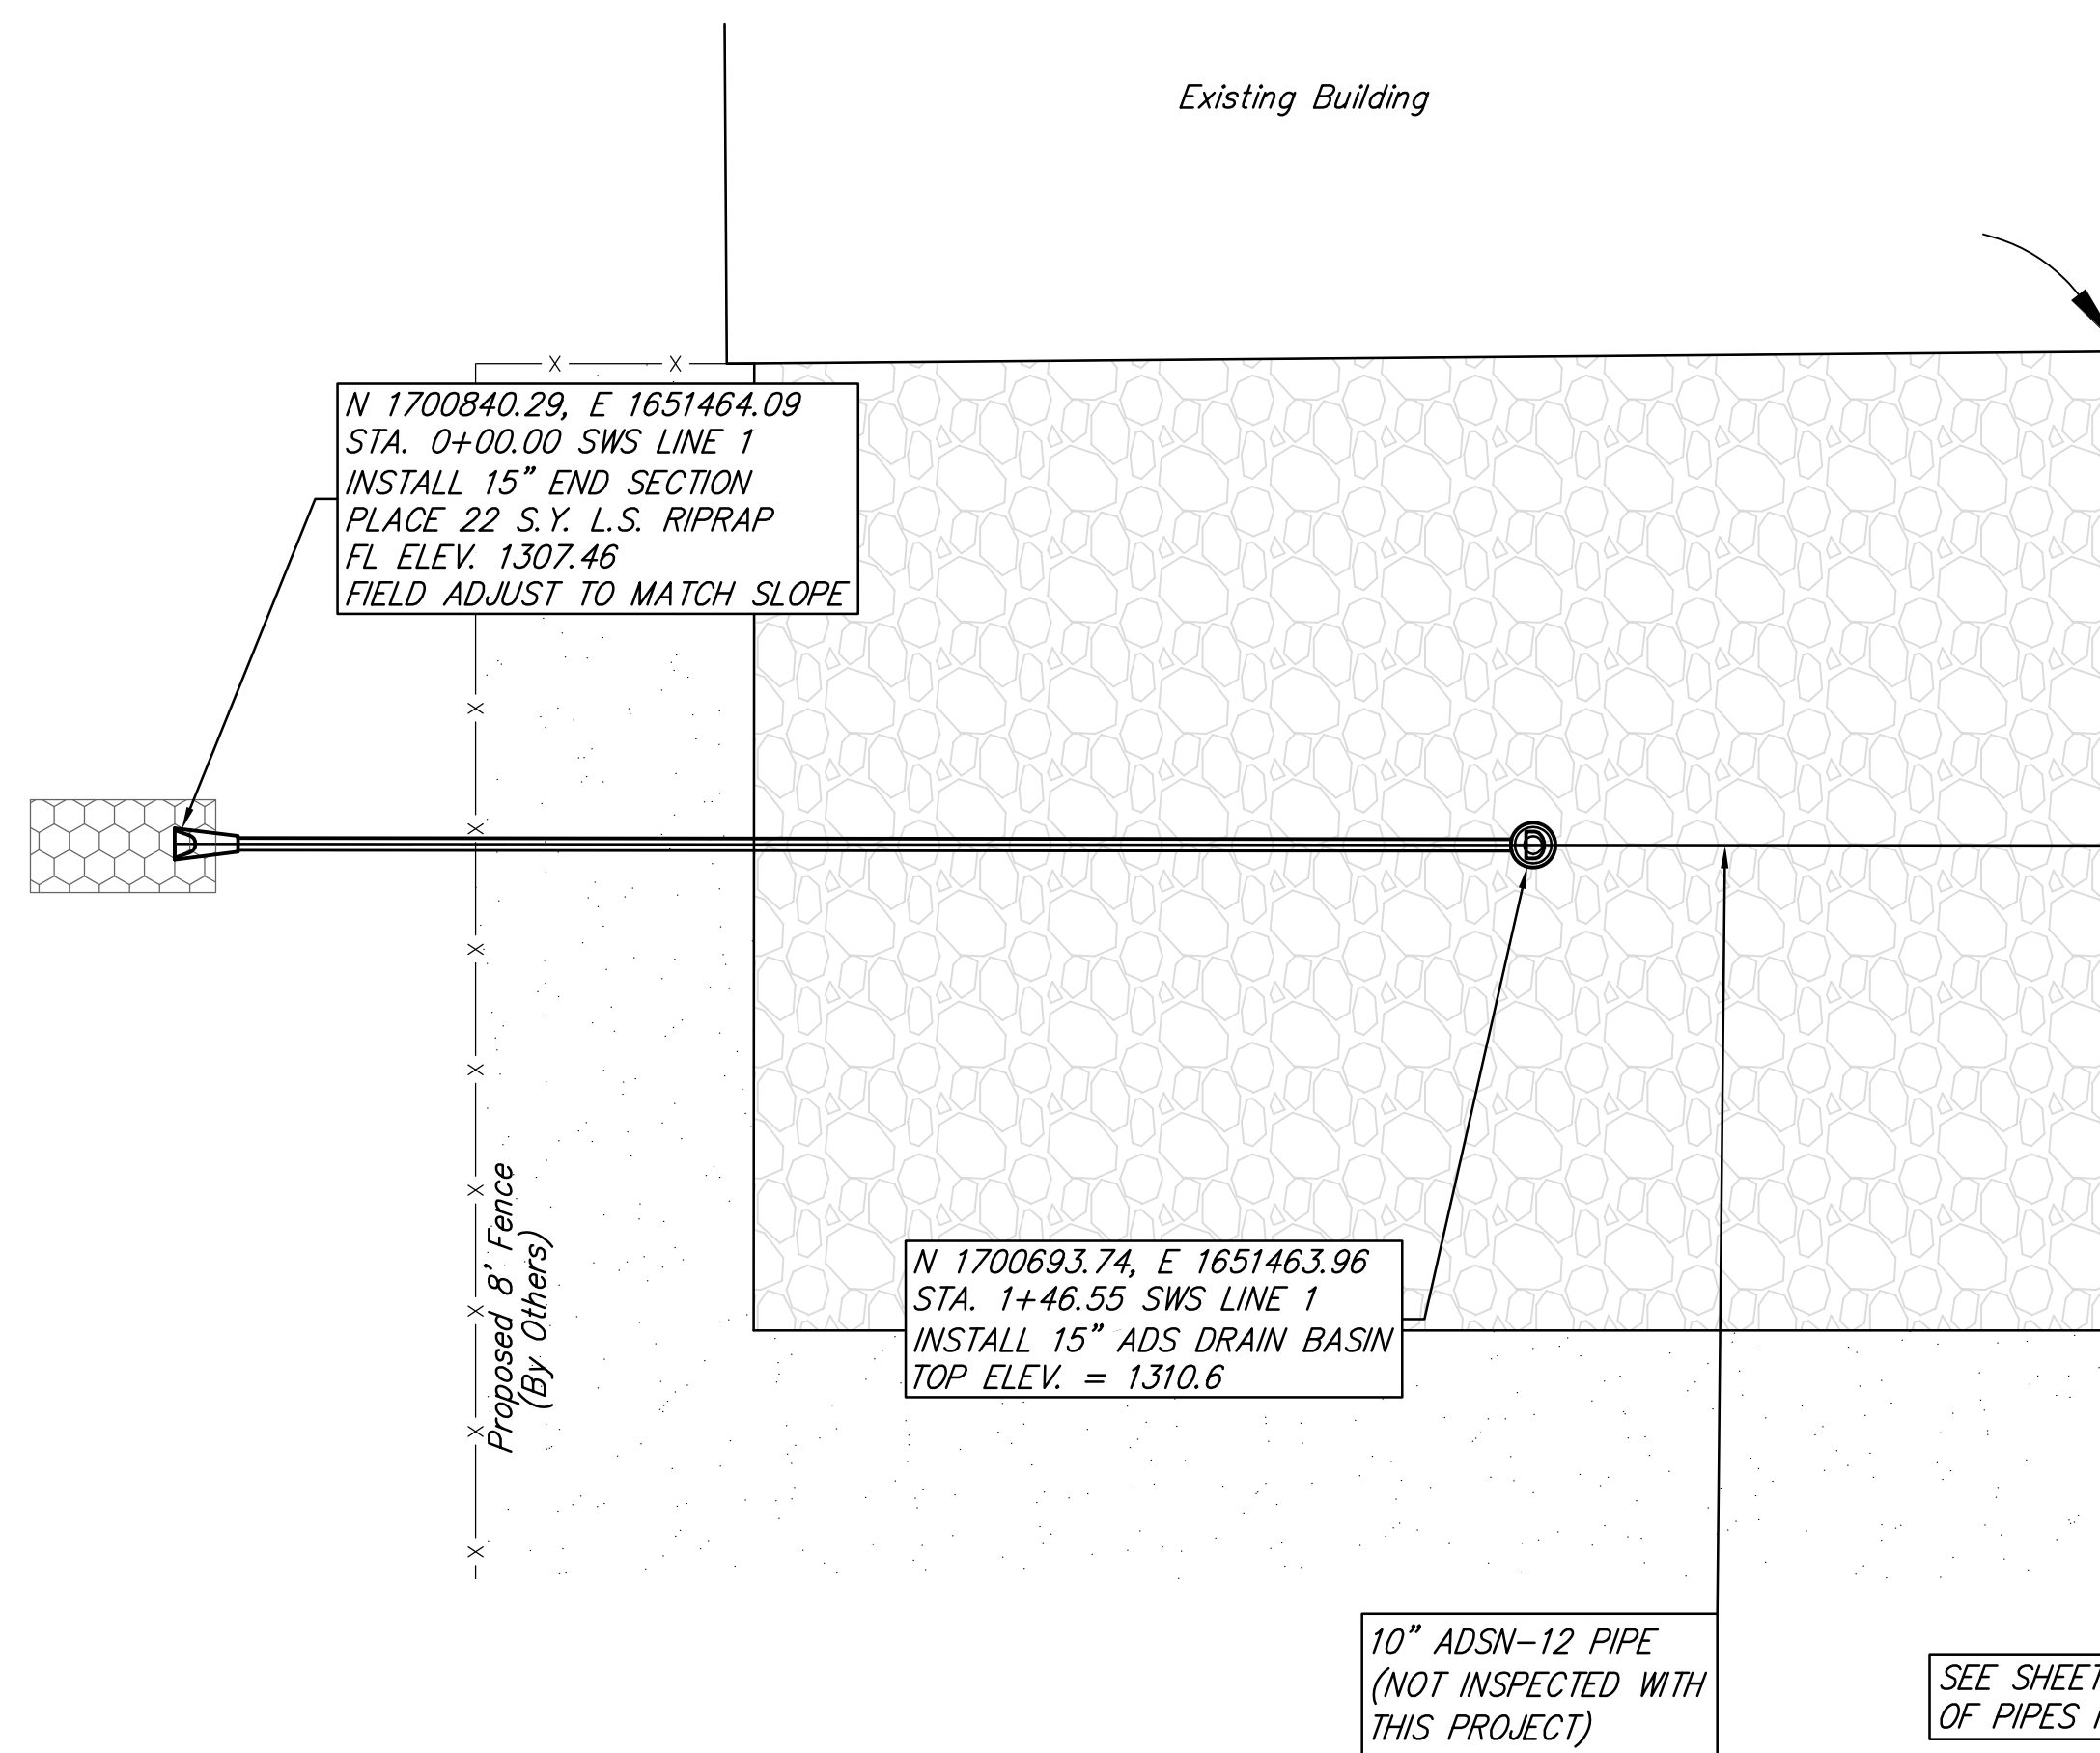 Existing Building
N 1700840.29, E 1651464.09
STA. 0+00.00 SWS LINE 1
INSTALL 15” END SECTION
PLACE 22 S.Y. L.S. RIPRAP
FL ELEV. 1307.46
FIELD ADJUST TO MATCH SLOPE
X X
X
X
X
X
X
X
X
X
D
Proposed 8' Fence
(By Others)
N 1700693.74, E 1651463.96
STA. 1+46.55 SWS LINE 1
INSTALL 15” ADS DRAIN BASIN
TOP ELEV. = 1310.6
10” ADSN-12 PIPE
(NOT INSPECTED WITH
THIS PROJECT)
SEE SHEET
OF PIPES